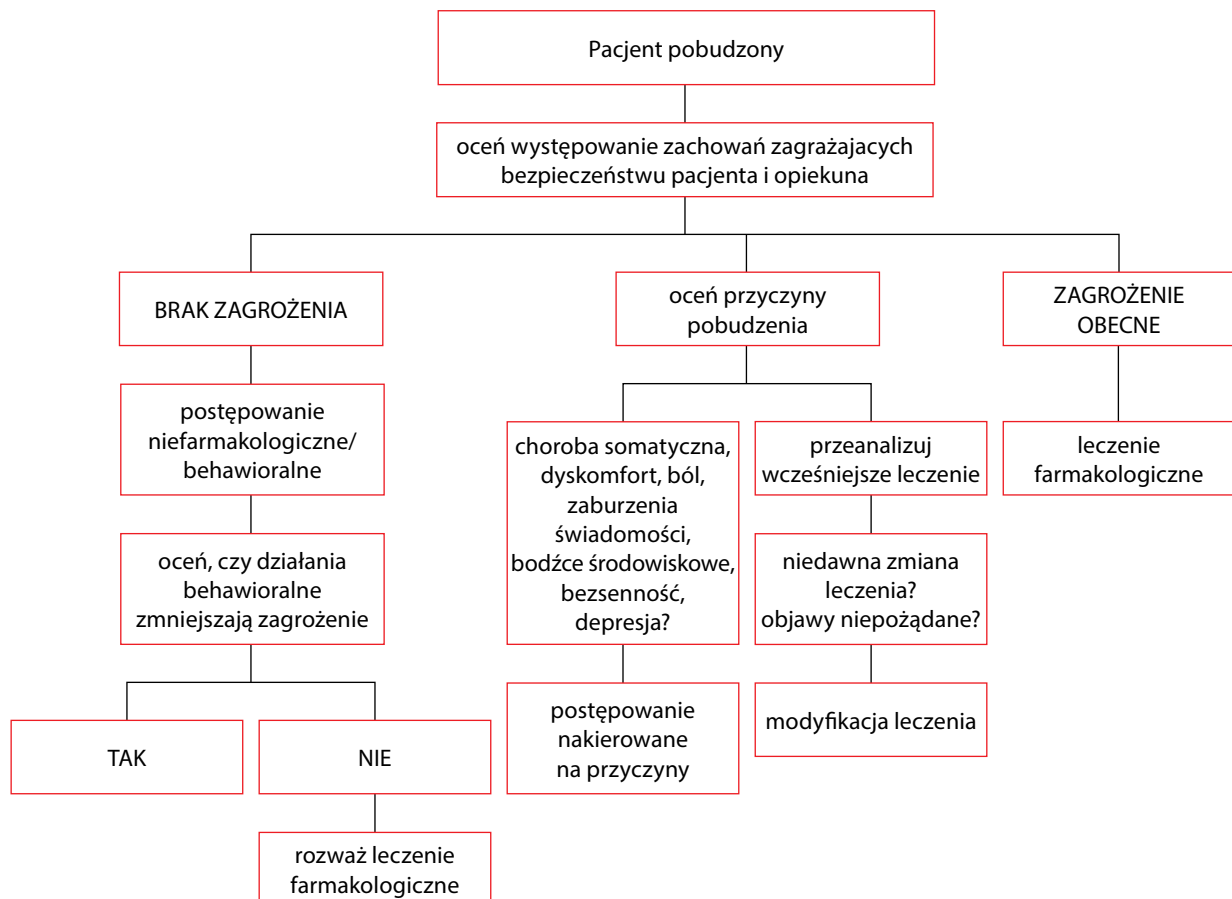 Pacjent pobudzony
oceń występowanie zachowań zagrażajacych
bezpieczeństwu pacjenta i opiekuna
BRAK ZAGROŻENIA
oceń przyczyny
pobudzenia
ZAGROŻENIE
OBECNE
postępowanie
niefarmakologiczne/
behawioralne
choroba somatyczna,
dyskomfort, ból,
zaburzenia
świadomości,
bodźce środowiskowe,
bezsenność,
depresja?
przeanalizuj
wcześniejsze leczenie
leczenie
farmakologiczne
oceń, czy działania
behawioralne
zmniejszają zagrożenie
niedawna zmiana
leczenia?
objawy niepożądane?
TAK
NIE
postępowanie
nakierowane
na przyczyny
modyfikacja leczenia
rozważ leczenie
farmakologiczne